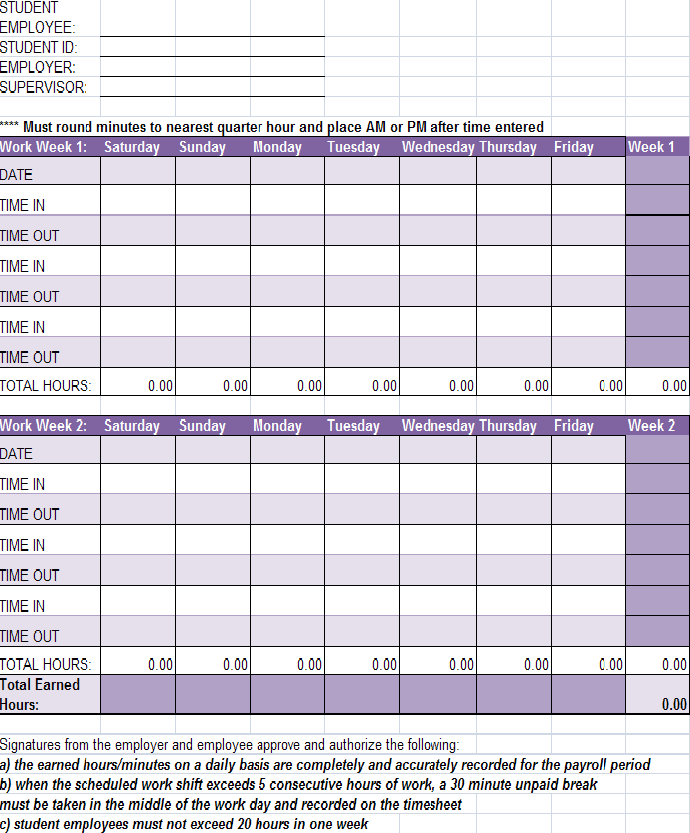 STUDENT
EMPLOYEE:
STUDENT ID:
EMPLOYER:
SUPERVISOR:
**** Must round minutes to nearest quarter hour and place AM or PM after time entered
Work Week 1: Saturday Sunday Monday Tuesday Wednesday Thursday Friday Week 1
DATE
TIME IN
TIME OUT
TIME IN
TIME OUT
TIME IN
TIME OUT
TOTAL HOURS: 0.00 0.00 0.00 0.00 0.00 0.00 0.00 0.00
Work Week 2: Saturday Sunday Monday Tuesday Wednesday Thursday Friday Week 2
DATE
TIME IN
TIME OUT
TIME IN
TIME OUT
TIME IN
TIME OUT
TOTAL HOURS: 0.00 0.00 0.00 0.00 0.00 0.00 0.00 0.00
Total Earned
Hours: 0.00
Signatures from the employer and employee approve and authorize the following:
a) the earned hours/minutes on a daily basis are completely and accurately recorded for the payroll period
b) when the scheduled work shift exceeds 5 consecutive hours of work, a 30 minute unpaid break
must be taken in the middle of the work day and recorded on the timesheet
c) student employees must not exceed 20 hours in one week